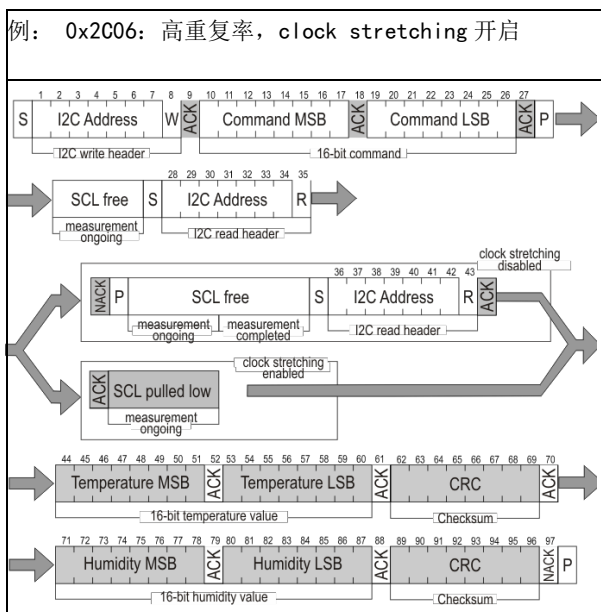 例： 0x2C06：高重复率，clock stretching 开启
1 2 3 4 5 6 7 8 9 10 11 12 13 14 15 16 17 18 19 20 21 22 23 24 25 26 27
S I2C Address W ACK Command MSB ACK Command LSB ACK P
I2C write header 16-bit command
28 29 30 31 32 33 34 35
SCL free S I2C Address R
measurement ongoing I2C read header
clock stretching disabled
36 37 38 39 40 41 42 43
NACK P SCL free S I2C Address R ACK
measurement ongoing measurement completed I2C read header
clock stretching enabled
ACK SCL pulled low
measurement ongoing
44 45 46 47 48 49 50 51 52 53 54 55 56 57 58 59 60 61 62 63 64 65 66 67 68 69 70
Temperature MSB ACK Temperature LSB ACK CRC ACK
16-bit temperature value Checksum
71 72 73 74 75 76 77 78 79 80 81 82 83 84 85 86 87 88 89 90 91 92 93 94 95 96 97
Humidity MSB ACK Humidity LSB ACK CRC NACK P
16-bit humidity value Checksum